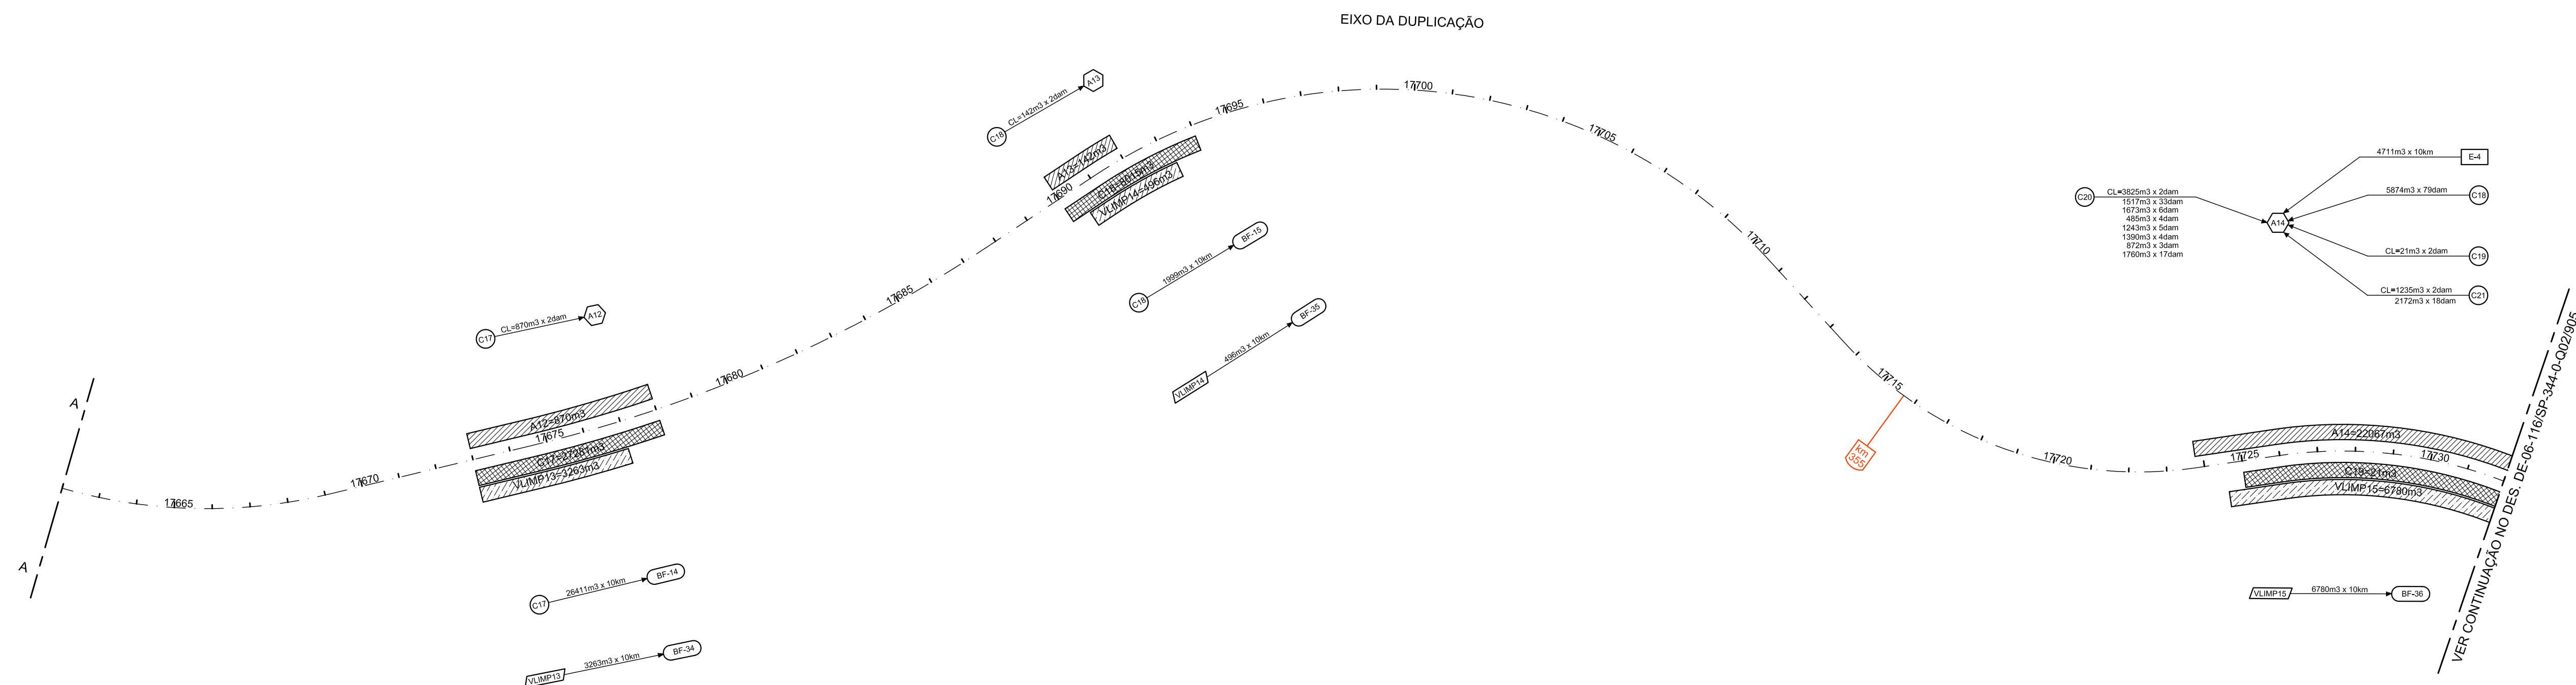 EIXO DA DUPLICAÇÃO
A
A
17665
17670
17675
17680
17685
17690
17695
17700
17705
17710
17715
17720
17725
17730
C17
CL=870m3 x 2dam
A12
A12=870m3
C17=27281m3
VLIMP13=3263m3
C17
26411m3 x 10km
BF-14
VLIMP13
3263m3 x 10km
BF-34
C18
CL=142m3 x 2dam
A13
A13=142m3
C18=8015m3
VLIMP14=496m3
C18
1999m3 x 10km
BF-15
VLIMP14
496m3 x 10km
BF-35
km
355
C20
CL=3825m3 x 2dam
1517m3 x 33dam
1673m3 x 6dam
485m3 x 4dam
1243m3 x 5dam
1390m3 x 4dam
872m3 x 3dam
1760m3 x 17dam
A14
4711m3 x 10km
E-4
5874m3 x 79dam
C18
CL=21m3 x 2dam
C19
CL=1235m3 x 2dam
2172m3 x 18dam
C21
A14=22067m3
C19=21m3
VLIMP15=6780m3
VLIMP15
6780m3 x 10km
BF-36
VER CONTINUAÇÃO NO DES. DE-06-116/SP-344-0-Q02/905